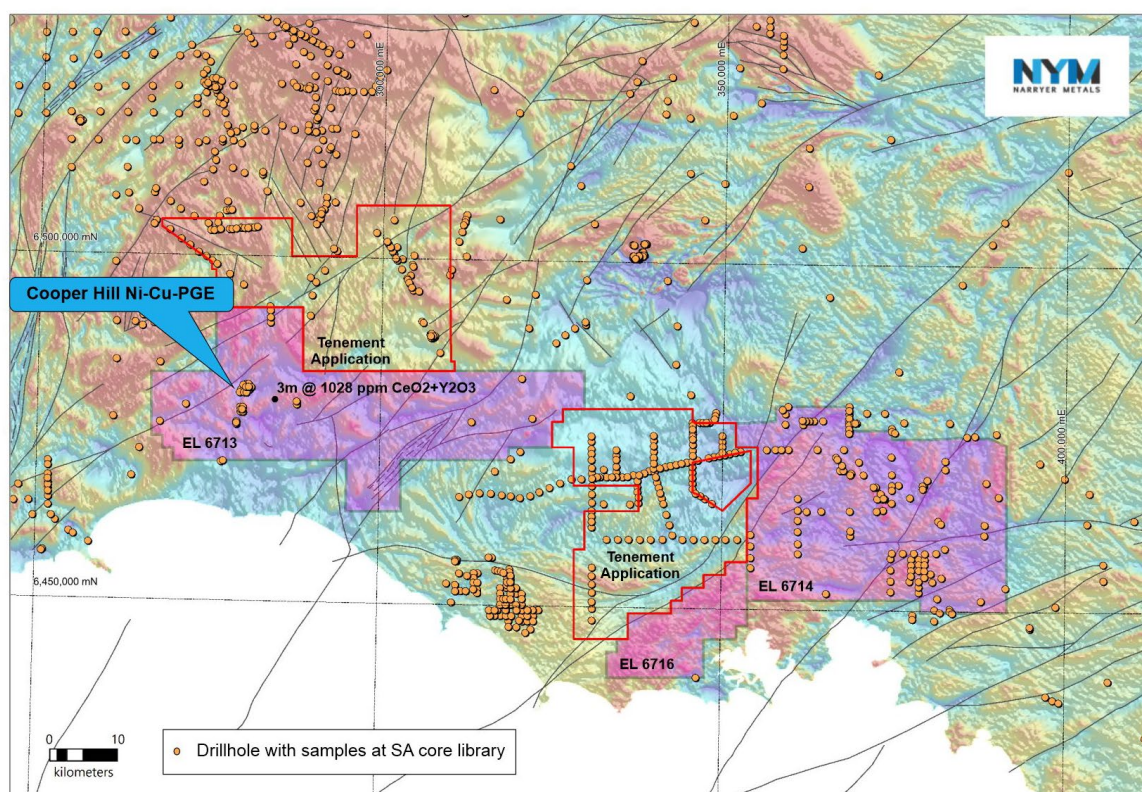 300,000 mE
350,000 mE
NYM
NARRYER METALS
6,500,000 mN
Cooper Hill Ni-Cu-PGE
Tenement
Application
3m @ 1028 ppm CeO2+Y2O3
EL 6713
400,000 mE
Tenement
Application
EL 6714
6,450,000 mN
EL 6716
0 10
kilometers
Drillhole with samples at SA core library